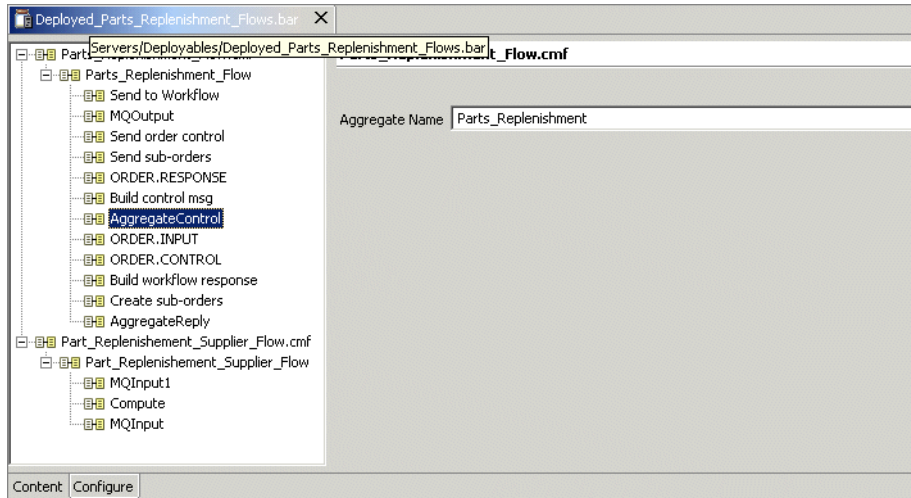 Deployed_Parts_Replenishment_Flows.bar X
Servers/Deployables/Deployed_Parts_Replenishment_Flows.bar
Parts_Replenishment_Flow
Send to Workflow
MQOutput
Send order control
Send sub-orders
ORDER.RESPONSE
Build control msg
AggregateControl
ORDER.INPUT
ORDER.CONTROL
Build workflow response
Create sub-orders
AggregateReply
Part_Replenishement_Supplier_Flow.cmf
Part_Replenishement_Supplier_Flow
MQInput1
Compute
MQInput
Parts_Replenishment_Flow.cmf
Aggregate Name Parts_Replenishment
Content Configure